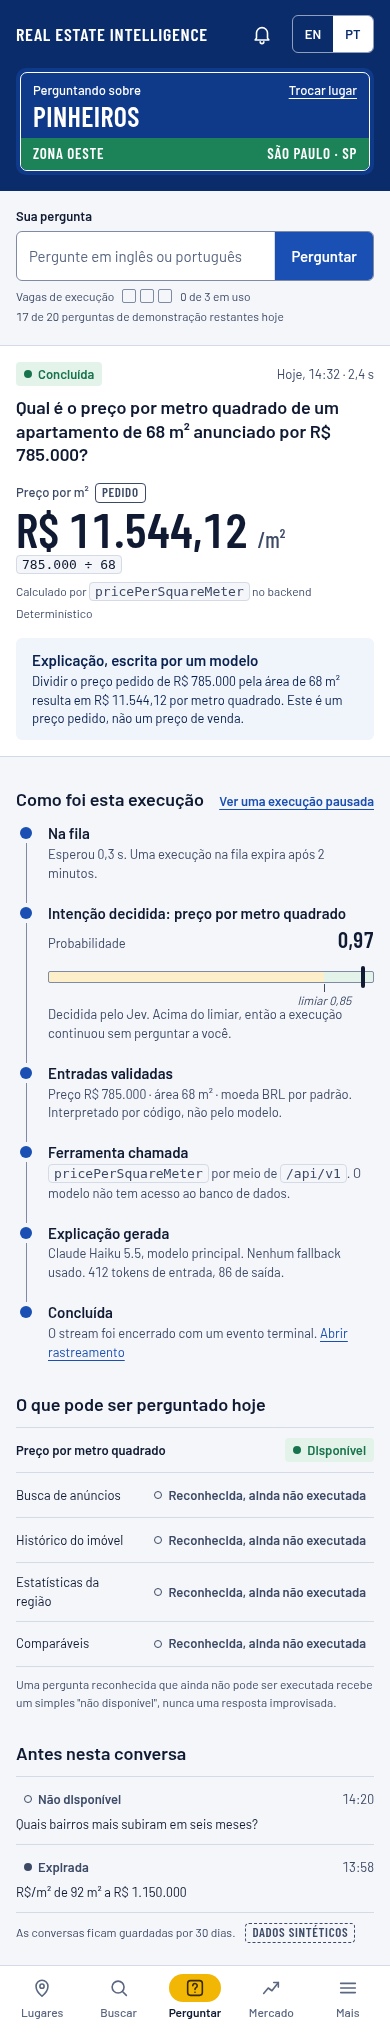 REAL ESTATE INTELLIGENCE
EN PT
Perguntando sobre Trocar lugar
PINHEIROS
ZONA OESTE SÃO PAULO · SP
Sua pergunta
Pergunte em inglês ou português Perguntar
Vagas de execução 0 de 3 em uso
17 de 20 perguntas de demonstração restantes hoje
Concluída Hoje, 14:32 · 2,4 s
Qual é o preço por metro quadrado de um
apartamento de 68 m² anunciado por R$
785.000?
Preço por m² PEDIDO
R$ 11.544,12 /m²
785.000 ÷ 68
Calculado por pricePerSquareMeter no backend
Determinístico
Explicação, escrita por um modelo
Dividir o preço pedido de R$ 785.000 pela área de 68 m²
resulta em R$ 11.544,12 por metro quadrado. Este é um
preço pedido, não um preço de venda.
Como foi esta execução Ver uma execução pausada
Na fila
Esperou 0,3 s. Uma execução na fila expira após 2
minutos.
Intenção decidida: preço por metro quadrado
Probabilidade 0,97
limiar 0,85
Decidida pelo Jev. Acima do limiar, então a execução
continuou sem perguntar a você.
Entradas validadas
Preço R$ 785.000 · área 68 m² · moeda BRL por padrão.
Interpretado por código, não pelo modelo.
Ferramenta chamada
pricePerSquareMeter por meio de /api/v1. O
modelo não tem acesso ao banco de dados.
Explicação gerada
Claude Haiku 5.5, modelo principal. Nenhum fallback
usado. 412 tokens de entrada, 86 de saída.
Concluída
O stream foi encerrado com um evento terminal. Abrir
rastreamento
O que pode ser perguntado hoje
Preço por metro quadrado Disponível
Busca de anúncios Reconhecida, ainda não executada
Histórico do imóvel Reconhecida, ainda não executada
Estatísticas da
região Reconhecida, ainda não executada
Comparáveis Reconhecida, ainda não executada
Uma pergunta reconhecida que ainda não pode ser executada recebe
um simples "não disponível", nunca uma resposta improvisada.
Antes nesta conversa
Não disponível 14:20
Quais bairros mais subiram em seis meses?
Expirada 13:58
R$/m² de 92 m² a R$ 1.150.000
As conversas ficam guardadas por 30 dias. DADOS SINTÉTICOS
Lugares Buscar Perguntar Mercado Mais